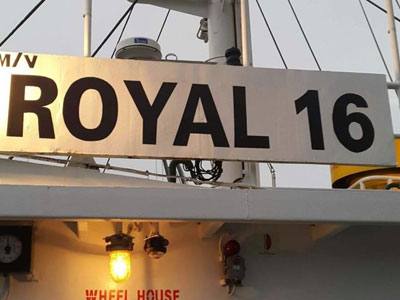 M/V
ROYAL 16
WHEEL HOUSE